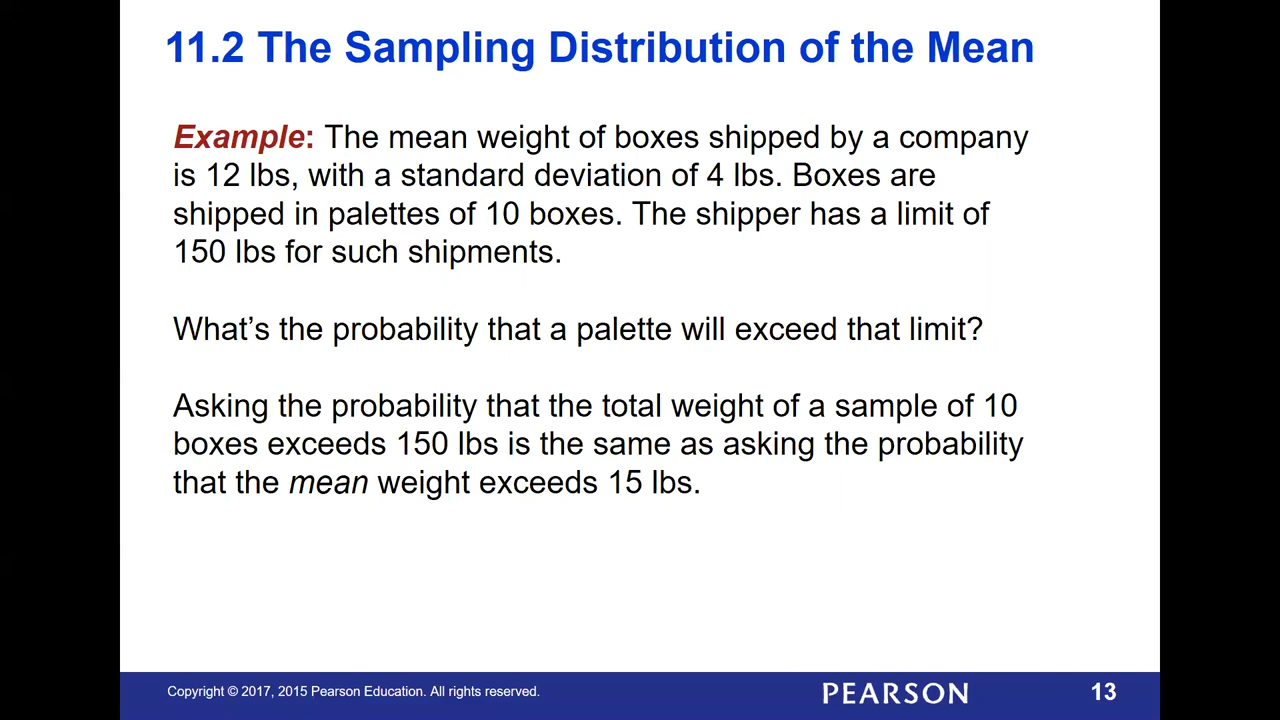 11.2 The Sampling Distribution of the Mean
Example: The mean weight of boxes shipped by a company
is 12 lbs, with a standard deviation of 4 lbs. Boxes are
shipped in palettes of 10 boxes. The shipper has a limit of
150 lbs for such shipments.
What’s the probability that a palette will exceed that limit?
Asking the probability that the total weight of a sample of 10
boxes exceeds 150 lbs is the same as asking the probability
that the mean weight exceeds 15 lbs.
Copyright © 2017, 2015 Pearson Education. All rights reserved.
PEARSON
13